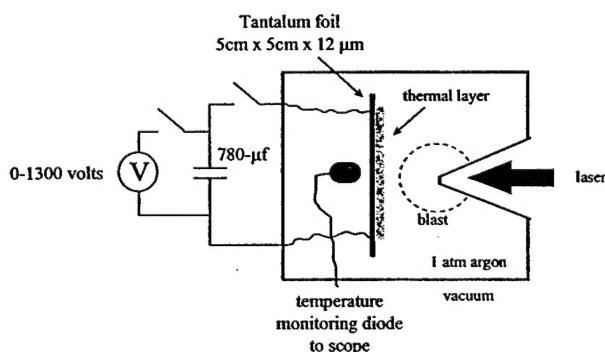 Tantalum foil
5cm x 5cm x 12 µm
thermal layer
780-µf
0-1300 volts
V
laser
blast
1 atm argon
vacuum
temperature
monitoring diode
to scope